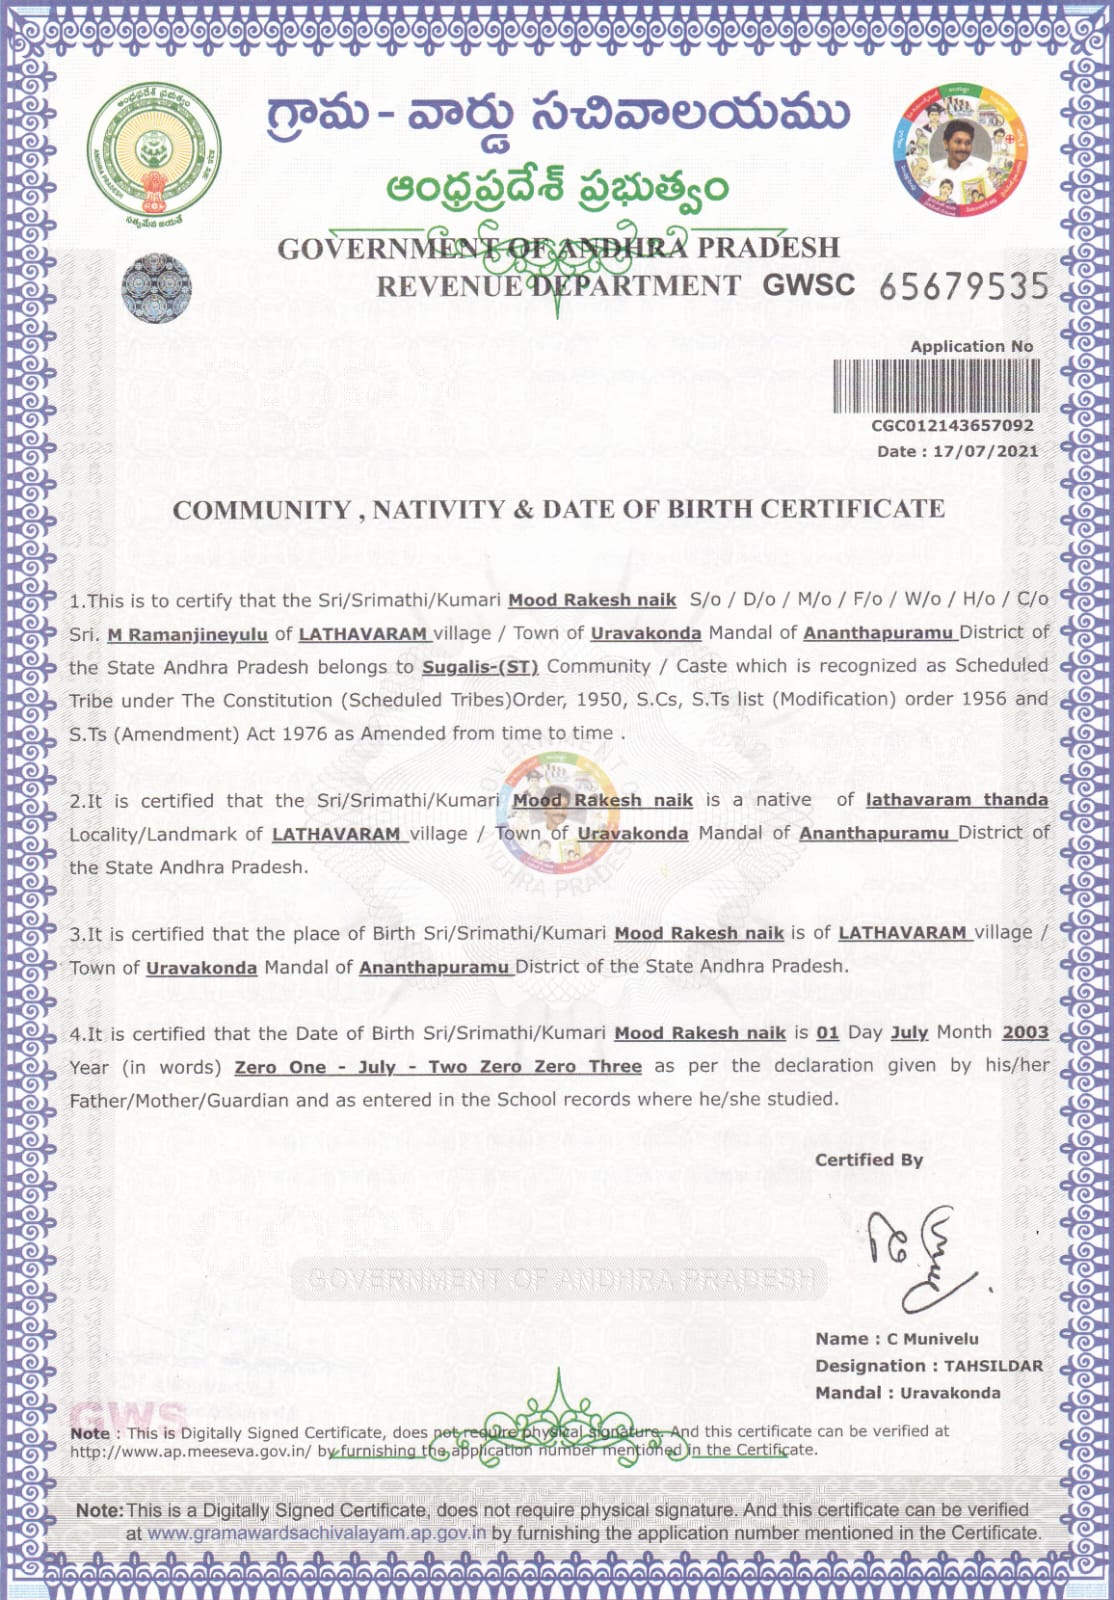 గ్రామ - వార్డు సచివాలయము
ఆంధ్రప్రదేశ్ ప్రభుత్వం
ఆంధ్ర ప్రభుత్వం
ANDHRA PRADESH
సత్యమేవ జయతే
GOVERNMENT OF ANDHRA PRADESH
REVENUE DEPARTMENT GWSC 65679535
Application No
CGC012143657092
Date : 17/07/2021
COMMUNITY , NATIVITY & DATE OF BIRTH CERTIFICATE
1.This is to certify that the Sri/Srimathi/Kumari Mood Rakesh naik S/o / D/o / M/o / F/o / W/o / H/o / C/o
Sri. M Ramanjineyulu of LATHAVARAM village / Town of Uravakonda Mandal of Ananthapuramu District of
the State Andhra Pradesh belongs to Sugalis-(ST) Community / Caste which is recognized as Scheduled
Tribe under The Constitution (Scheduled Tribes)Order, 1950, S.Cs, S.Ts list (Modification) order 1956 and
S.Ts (Amendment) Act 1976 as Amended from time to time .
2.It is certified that the Sri/Srimathi/Kumari Mood Rakesh naik is a native of lathavaram thanda
Locality/Landmark of LATHAVARAM village / Town of Uravakonda Mandal of Ananthapuramu District of
the State Andhra Pradesh.
3.It is certified that the place of Birth Sri/Srimathi/Kumari Mood Rakesh naik is of LATHAVARAM village /
Town of Uravakonda Mandal of Ananthapuramu District of the State Andhra Pradesh.
4.It is certified that the Date of Birth Sri/Srimathi/Kumari Mood Rakesh naik is 01 Day July Month 2003
Year (in words) Zero One - July - Two Zero Zero Three as per the declaration given by his/her
Father/Mother/Guardian and as entered in the School records where he/she studied.
Certified By
GOVERNMENT OF ANDHRA PRADESH
Name : C Munivelu
Designation : TAHSILDAR
Mandal : Uravakonda
GWS
Note : This is Digitally Signed Certificate, does not require physical signature. And this certificate can be verified at
http://www.ap.meeseva.gov.in/ by furnishing the application number mentioned in the Certificate.
Note: This is a Digitally Signed Certificate, does not require physical signature. And this certificate can be verified
at www.gramawardsachivalayam.ap.gov.in by furnishing the application number mentioned in the Certificate.